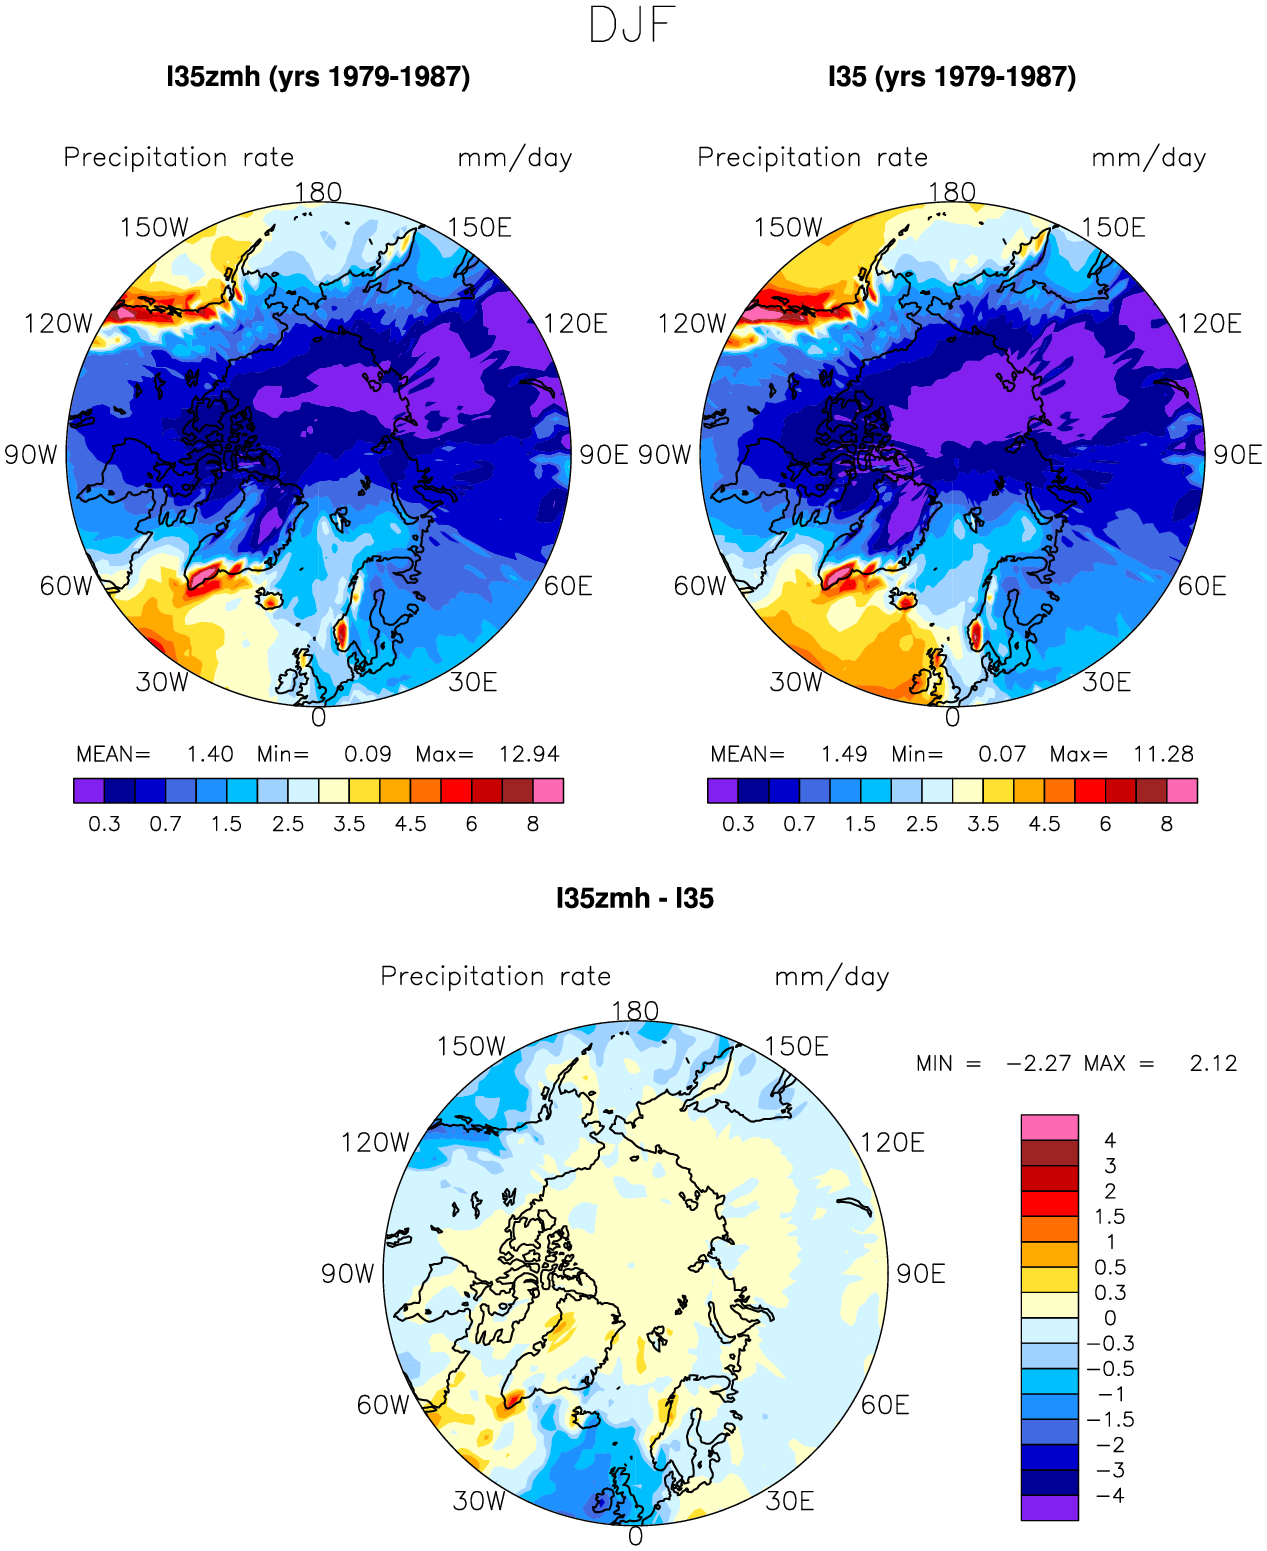 DJF
I35zmh (yrs 1979-1987)
I35 (yrs 1979-1987)
Precipitation rate mm/day
180
150W 150E
120W 120E
90W 90E
60W 60E
30W 30E
0
MEAN= 1.40 Min= 0.09 Max= 12.94
0.3 0.7 1.5 2.5 3.5 4.5 6 8
Precipitation rate mm/day
180
150W 150E
120W 120E
90W 90E
60W 60E
30W 30E
0
MEAN= 1.49 Min= 0.07 Max= 11.28
0.3 0.7 1.5 2.5 3.5 4.5 6 8
I35zmh - I35
Precipitation rate mm/day
180
150W 150E
120W 120E
90W 90E
60W 60E
30W 30E
0
MIN = -2.27 MAX = 2.12
4
3
2
1.5
1
0.5
0.3
0
-0.3
-0.5
-1
-1.5
-2
-3
-4